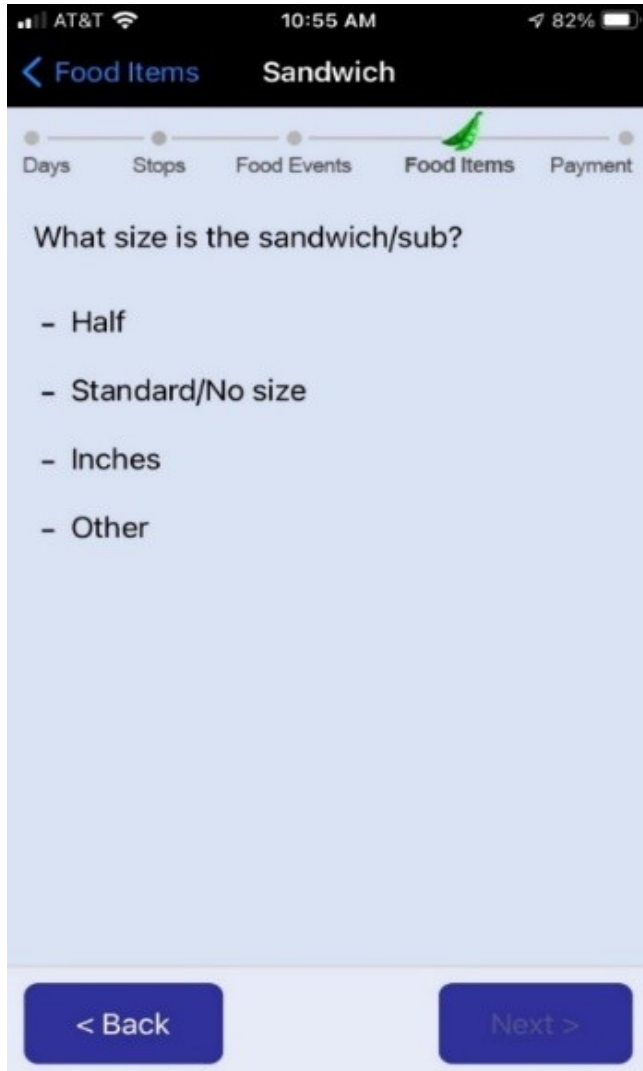 AT&T 10:55 AM 82%
Food Items Sandwich
Days Stops Food Events Food Items Payment
What size is the sandwich/sub?
- Half
- Standard/No size
- Inches
- Other
< Back Next >